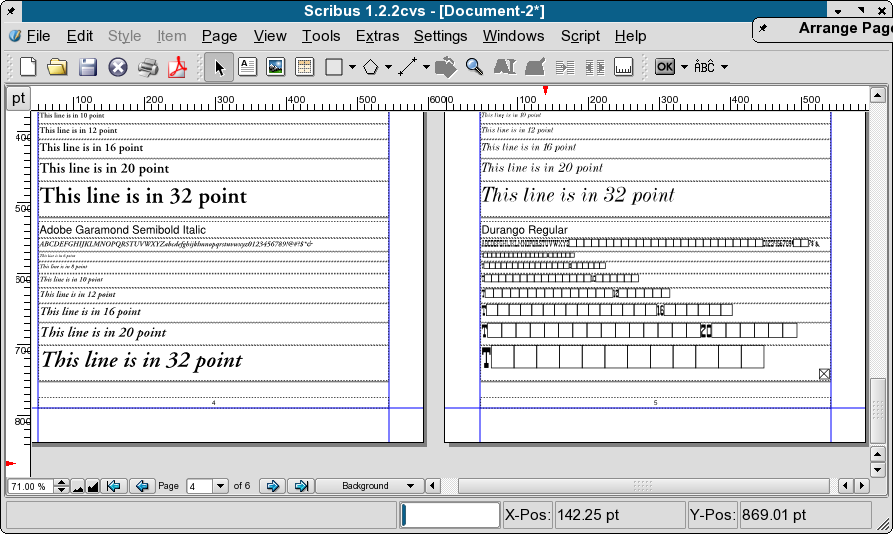 Scribus 1.2.2cvs - [Document-2*]
File Edit Style Item Page View Tools Extras Settings Windows Script Help
Arrange Page
OK ABC
pt 100 200 300 400 500 600 100 200 300 400 500
400
500
600
700
800
This line is in 10 point
This line is in 12 point
This line is in 16 point
This line is in 20 point
This line is in 32 point
Adobe Garamond Semibold Italic
ABCDEFGHIJKLMNOPQRSTUVWXYZabcdefghijklmnopqrstuvwxyz0123456789!@#?$"&
This line is in 8 point
This line is in 10 point
This line is in 12 point
This line is in 16 point
This line is in 20 point
This line is in 32 point
4
This line is in 10 point
This line is in 12 point
This line is in 16 point
This line is in 20 point
This line is in 32 point
Durango Regular
T 16
T 20
T
5
71.00 % Page 4 of 6 Background
X-Pos: 142.25 pt Y-Pos: 869.01 pt